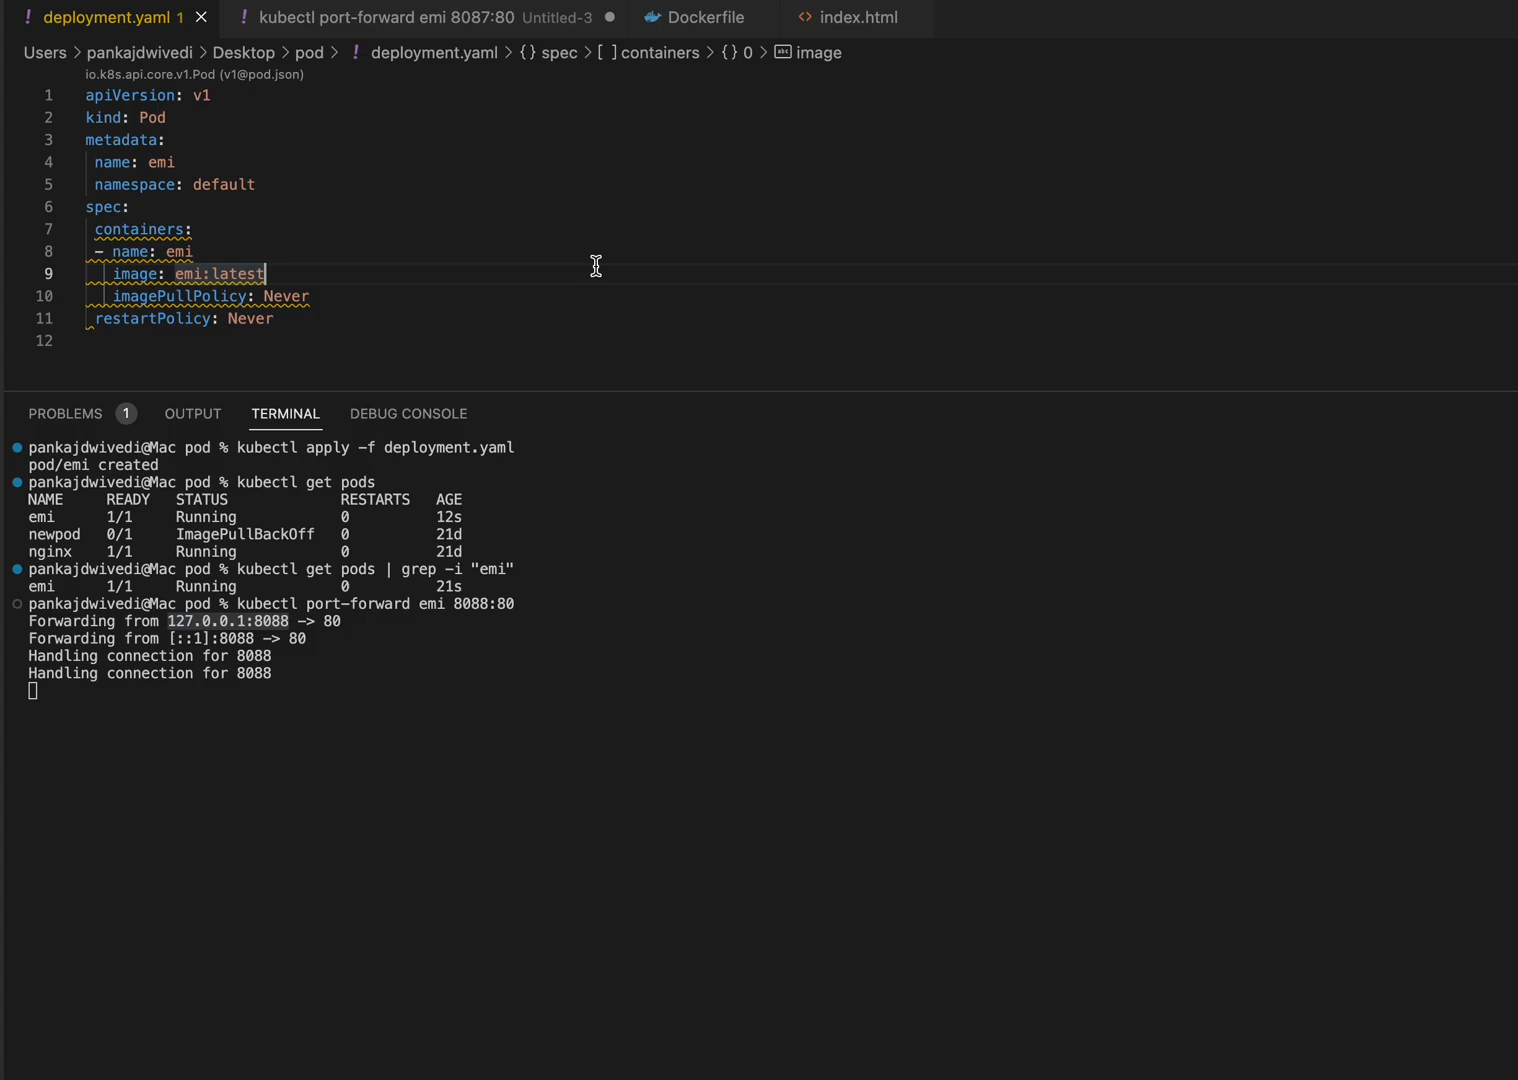 ! deployment.yaml 1 × ! kubectl port-forward emi 8087:80 Untitled-3 ● Dockerfile <> index.html
Users > pankajdwivedi > Desktop > pod > ! deployment.yaml > {} spec > [ ] containers > {} 0 > abc image
io.k8s.api.core.v1.Pod (v1@pod.json)
1 apiVersion: v1
2 kind: Pod
3 metadata:
4  name: emi
5  namespace: default
6 spec:
7  containers:
8  - name: emi
9    image: emi:latest
10    imagePullPolicy: Never
11  restartPolicy: Never
12
PROBLEMS 1 OUTPUT TERMINAL DEBUG CONSOLE
pankajdwivedi@Mac pod % kubectl apply -f deployment.yaml
pod/emi created
pankajdwivedi@Mac pod % kubectl get pods
NAME READY STATUS RESTARTS AGE
emi 1/1 Running 0 12s
newpod 0/1 ImagePullBackOff 0 21d
nginx 1/1 Running 0 21d
pankajdwivedi@Mac pod % kubectl get pods | grep -i "emi"
emi 1/1 Running 0 21s
pankajdwivedi@Mac pod % kubectl port-forward emi 8088:80
Forwarding from 127.0.0.1:8088 -> 80
Forwarding from [::1]:8088 -> 80
Handling connection for 8088
Handling connection for 8088